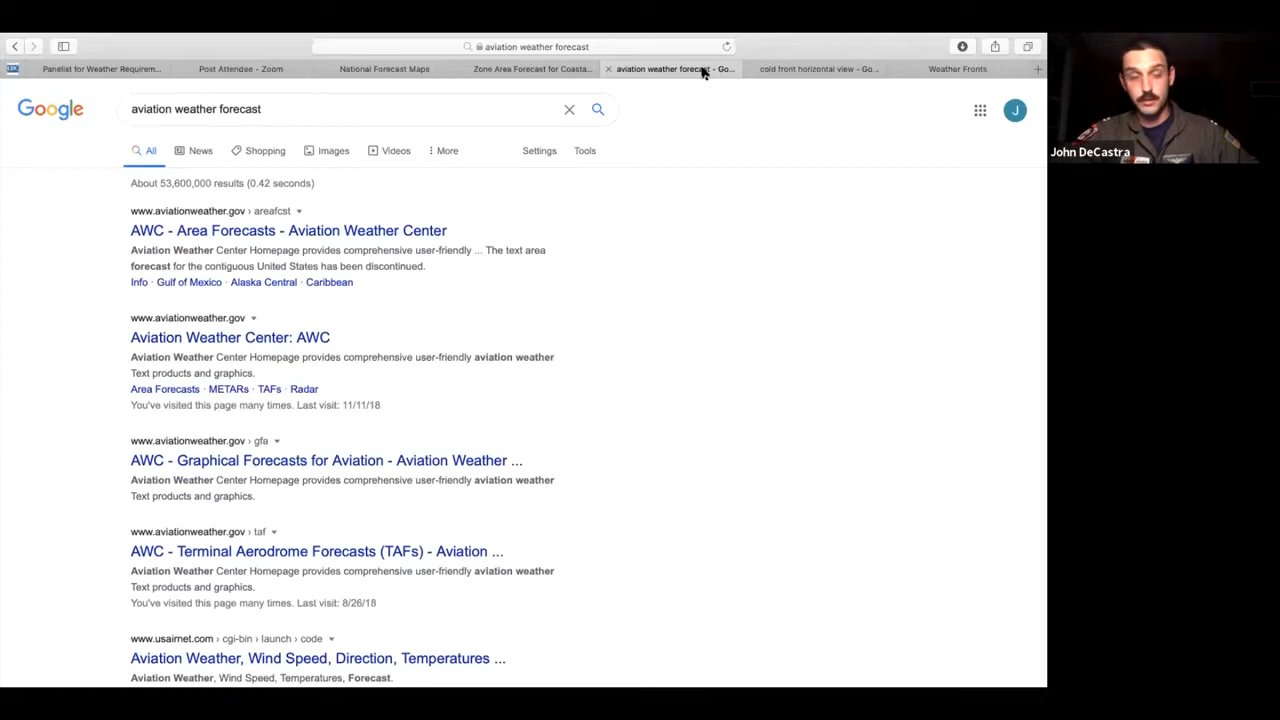 aviation weather forecast
Panelist for Weather Requirem...
Post Attendee - Zoom
National Forecast Maps
Zone Area Forecast for Coasta...
aviation weather forecast - Go...
cold front horizontal view - Go...
Weather Fronts
Google
aviation weather forecast
J
All
News
Shopping
Images
Videos
More
Settings
Tools
About 53,600,000 results (0.42 seconds)
www.aviationweather.gov › areafcst
AWC - Area Forecasts - Aviation Weather Center
Aviation Weather Center Homepage provides comprehensive user-friendly ... The text area
forecast for the contiguous United States has been discontinued.
Info · Gulf of Mexico · Alaska Central · Caribbean
www.aviationweather.gov
Aviation Weather Center: AWC
Aviation Weather Center Homepage provides comprehensive user-friendly aviation weather
Text products and graphics.
Area Forecasts · METARs · TAFs · Radar
You've visited this page many times. Last visit: 11/11/18
www.aviationweather.gov › gfa
AWC - Graphical Forecasts for Aviation - Aviation Weather ...
Aviation Weather Center Homepage provides comprehensive user-friendly aviation weather
Text products and graphics.
www.aviationweather.gov › taf
AWC - Terminal Aerodrome Forecasts (TAFs) - Aviation ...
Aviation Weather Center Homepage provides comprehensive user-friendly aviation weather
Text products and graphics.
You've visited this page many times. Last visit: 8/26/18
www.usairnet.com › cgi-bin › launch › code
Aviation Weather, Wind Speed, Direction, Temperatures ...
Aviation Weather, Wind Speed, Temperatures, Forecast.
John DeCastra